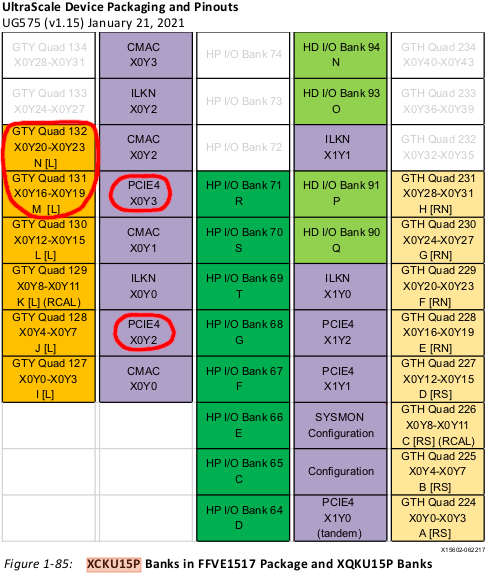 UltraScale Device Packaging and Pinouts
UG575 (v1.15) January 21, 2021
GTY Quad 134
X0Y28-X0Y31
CMAC
X0Y3
HP I/O Bank 74
HD I/O Bank 94
N
GTH Quad 234
X0Y40-X0Y43
GTY Quad 133
X0Y24-X0Y27
ILKN
X0Y2
HP I/O Bank 73
HD I/O Bank 93
O
GTH Quad 233
X0Y36-X0Y39
GTY Quad 132
X0Y20-X0Y23
N [L]
CMAC
X0Y2
HP I/O Bank 72
ILKN
X1Y1
GTH Quad 232
X0Y32-X0Y35
GTY Quad 131
X0Y16-X0Y19
M [L]
PCIE4
X0Y3
HP I/O Bank 71
R
HD I/O Bank 91
P
GTH Quad 231
X0Y28-X0Y31
H [RN]
GTY Quad 130
X0Y12-X0Y15
L [L]
CMAC
X0Y1
HP I/O Bank 70
S
HD I/O Bank 90
Q
GTH Quad 230
X0Y24-X0Y27
G [RN]
GTY Quad 129
X0Y8-X0Y11
K [L] (RCAL)
ILKN
X0Y0
HP I/O Bank 69
T
ILKN
X1Y0
GTH Quad 229
X0Y20-X0Y23
F [RN]
GTY Quad 128
X0Y4-X0Y7
J [L]
PCIE4
X0Y2
HP I/O Bank 68
G
PCIE4
X1Y2
GTH Quad 228
X0Y16-X0Y19
E [RN]
GTY Quad 127
X0Y0-X0Y3
I [L]
CMAC
X0Y0
HP I/O Bank 67
F
PCIE4
X1Y1
GTH Quad 227
X0Y12-X0Y15
D [RS]
HP I/O Bank 66
E
SYSMON
Configuration
GTH Quad 226
X0Y8-X0Y11
C [RS] (RCAL)
HP I/O Bank 65
C
Configuration
GTH Quad 225
X0Y4-X0Y7
B [RS]
HP I/O Bank 64
D
PCIE4
X1Y0
(tandem)
GTH Quad 224
X0Y0-X0Y3
A [RS]
X15602-062217
Figure 1-85: XCKU15P Banks in FFVE1517 Package and XQKU15P Banks